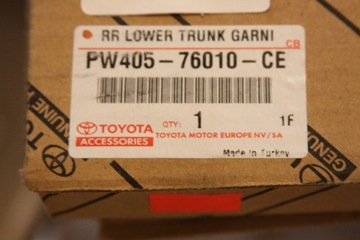 RR LOWER TRUNK GARNI
CB
PW405-76010-CE
TOYOTA
ACCESSORIES
QTY: 1
1F
TOYOTA MOTOR EUROPE NV/SA
Made in Turkey
GENUINE